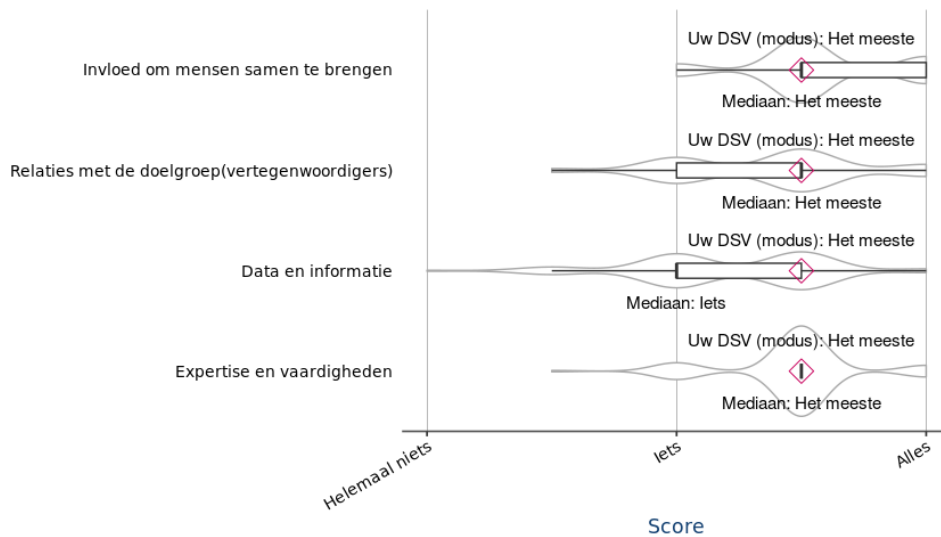 Uw DSV (modus): Het meeste
Invloed om mensen samen te brengen
Mediaan: Het meeste
Uw DSV (modus): Het meeste
Relaties met de doelgroep(vertegenwoordigers)
Mediaan: Het meeste
Uw DSV (modus): Het meeste
Data en informatie
Mediaan: Iets
Uw DSV (modus): Het meeste
Expertise en vaardigheden
Mediaan: Het meeste
Helemaal niets
Iets
Alles
Score